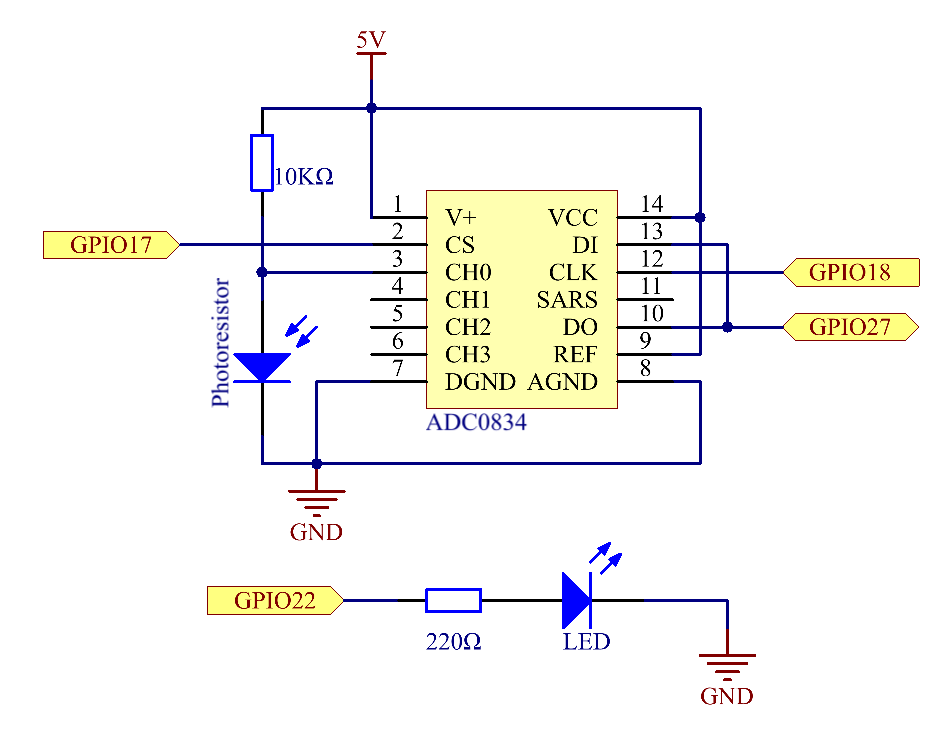 5V
10KΩ
1 V+ VCC 14
GPIO17 2 CS DI 13
3 CH0 CLK 12 GPIO18
4 CH1 SARS 11
5 CH2 DO 10 GPIO27
6 CH3 REF 9
7 DGND AGND 8
Photoresistor
ADC0834
GND
GPIO22
220Ω LED
GND